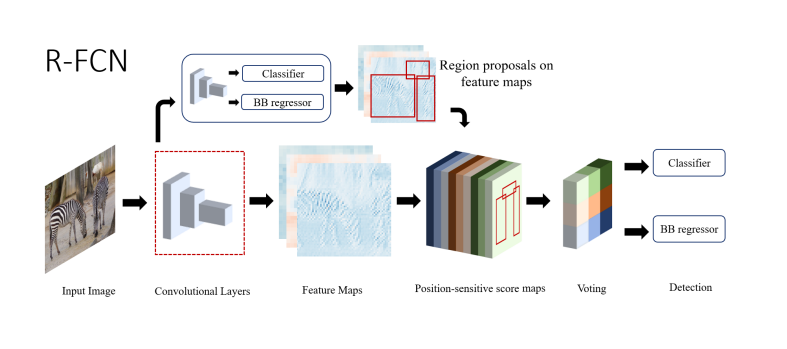 R-FCN
Classifier
BB regressor
Region proposals on
feature maps
Classifier
BB regressor
Input Image
Convolutional Layers
Feature Maps
Position-sensitive score maps
Voting
Detection